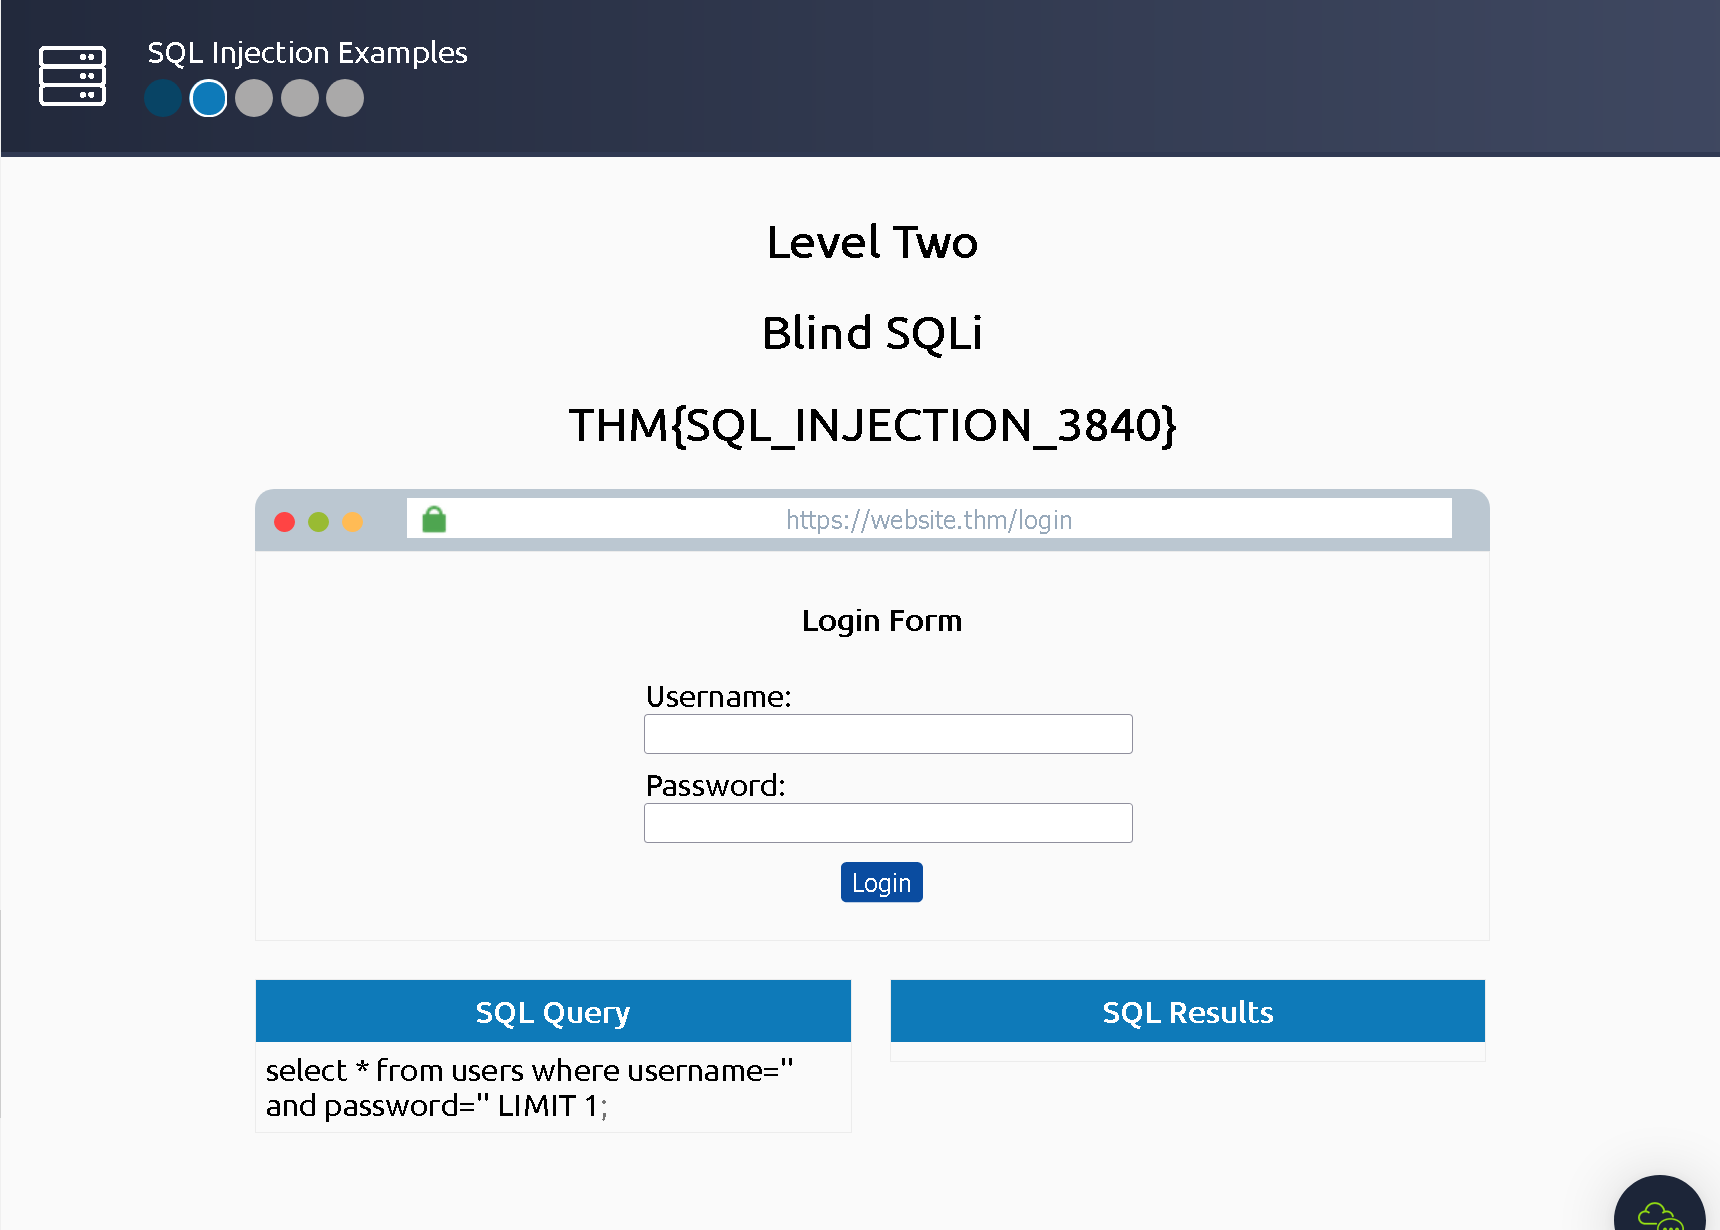 SQL Injection Examples
Level Two
Blind SQLi
THM{SQL_INJECTION_3840}
https://website.thm/login
Login Form
Username:
Password:
Login
SQL Query
select * from users where username=''
and password='' LIMIT 1;
SQL Results